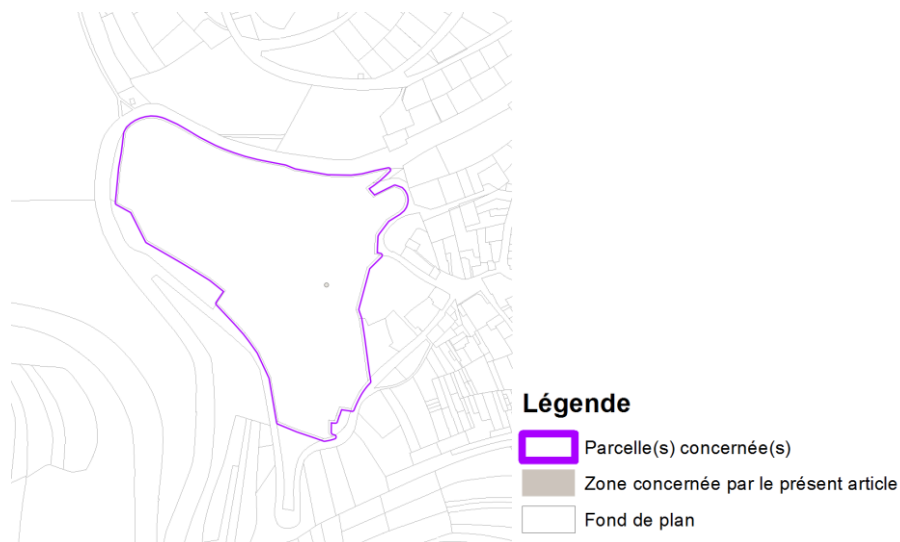 Légende
Parcelle(s) concernée(s)
Zone concernée par le présent article
Fond de plan